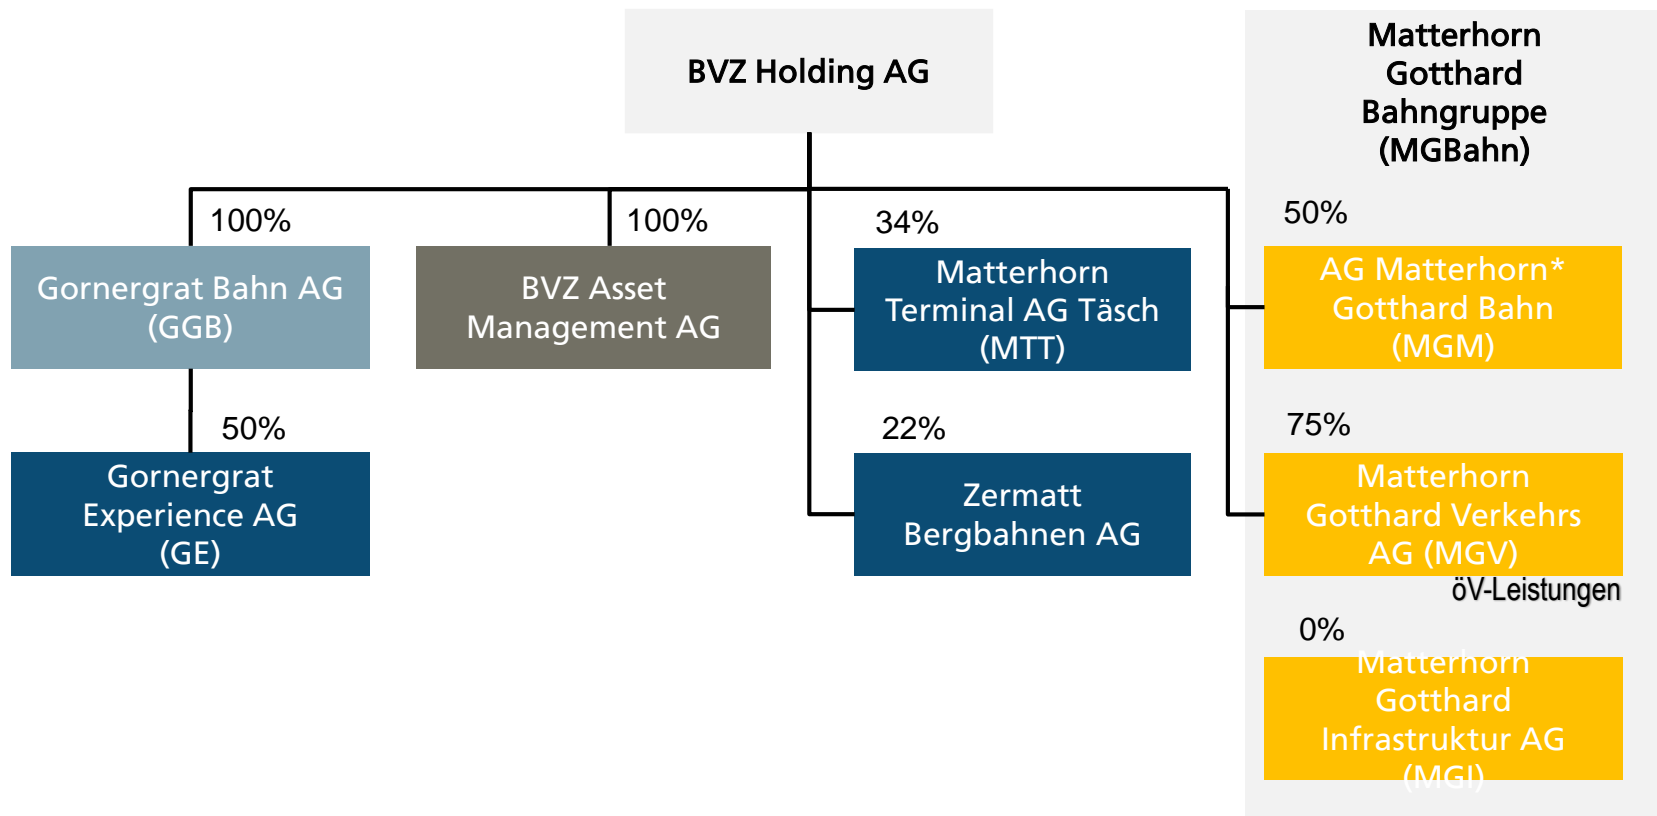 BVZ Holding AG
Matterhorn
Gotthard
Bahngruppe
(MGBahn)
100%
Gornergrat Bahn AG
(GGB)
100%
BVZ Asset
Management AG
34%
Matterhorn
Terminal AG Täsch
(MTT)
50%
AG Matterhorn*
Gotthard Bahn
(MGM)
50%
Gornergrat
Experience AG
(GE)
22%
Zermatt
Bergbahnen AG
75%
Matterhorn
Gotthard Verkehrs
AG (MGV)
öV-Leistungen
0%
Matterhorn
Gotthard
Infrastruktur AG
(MGI)